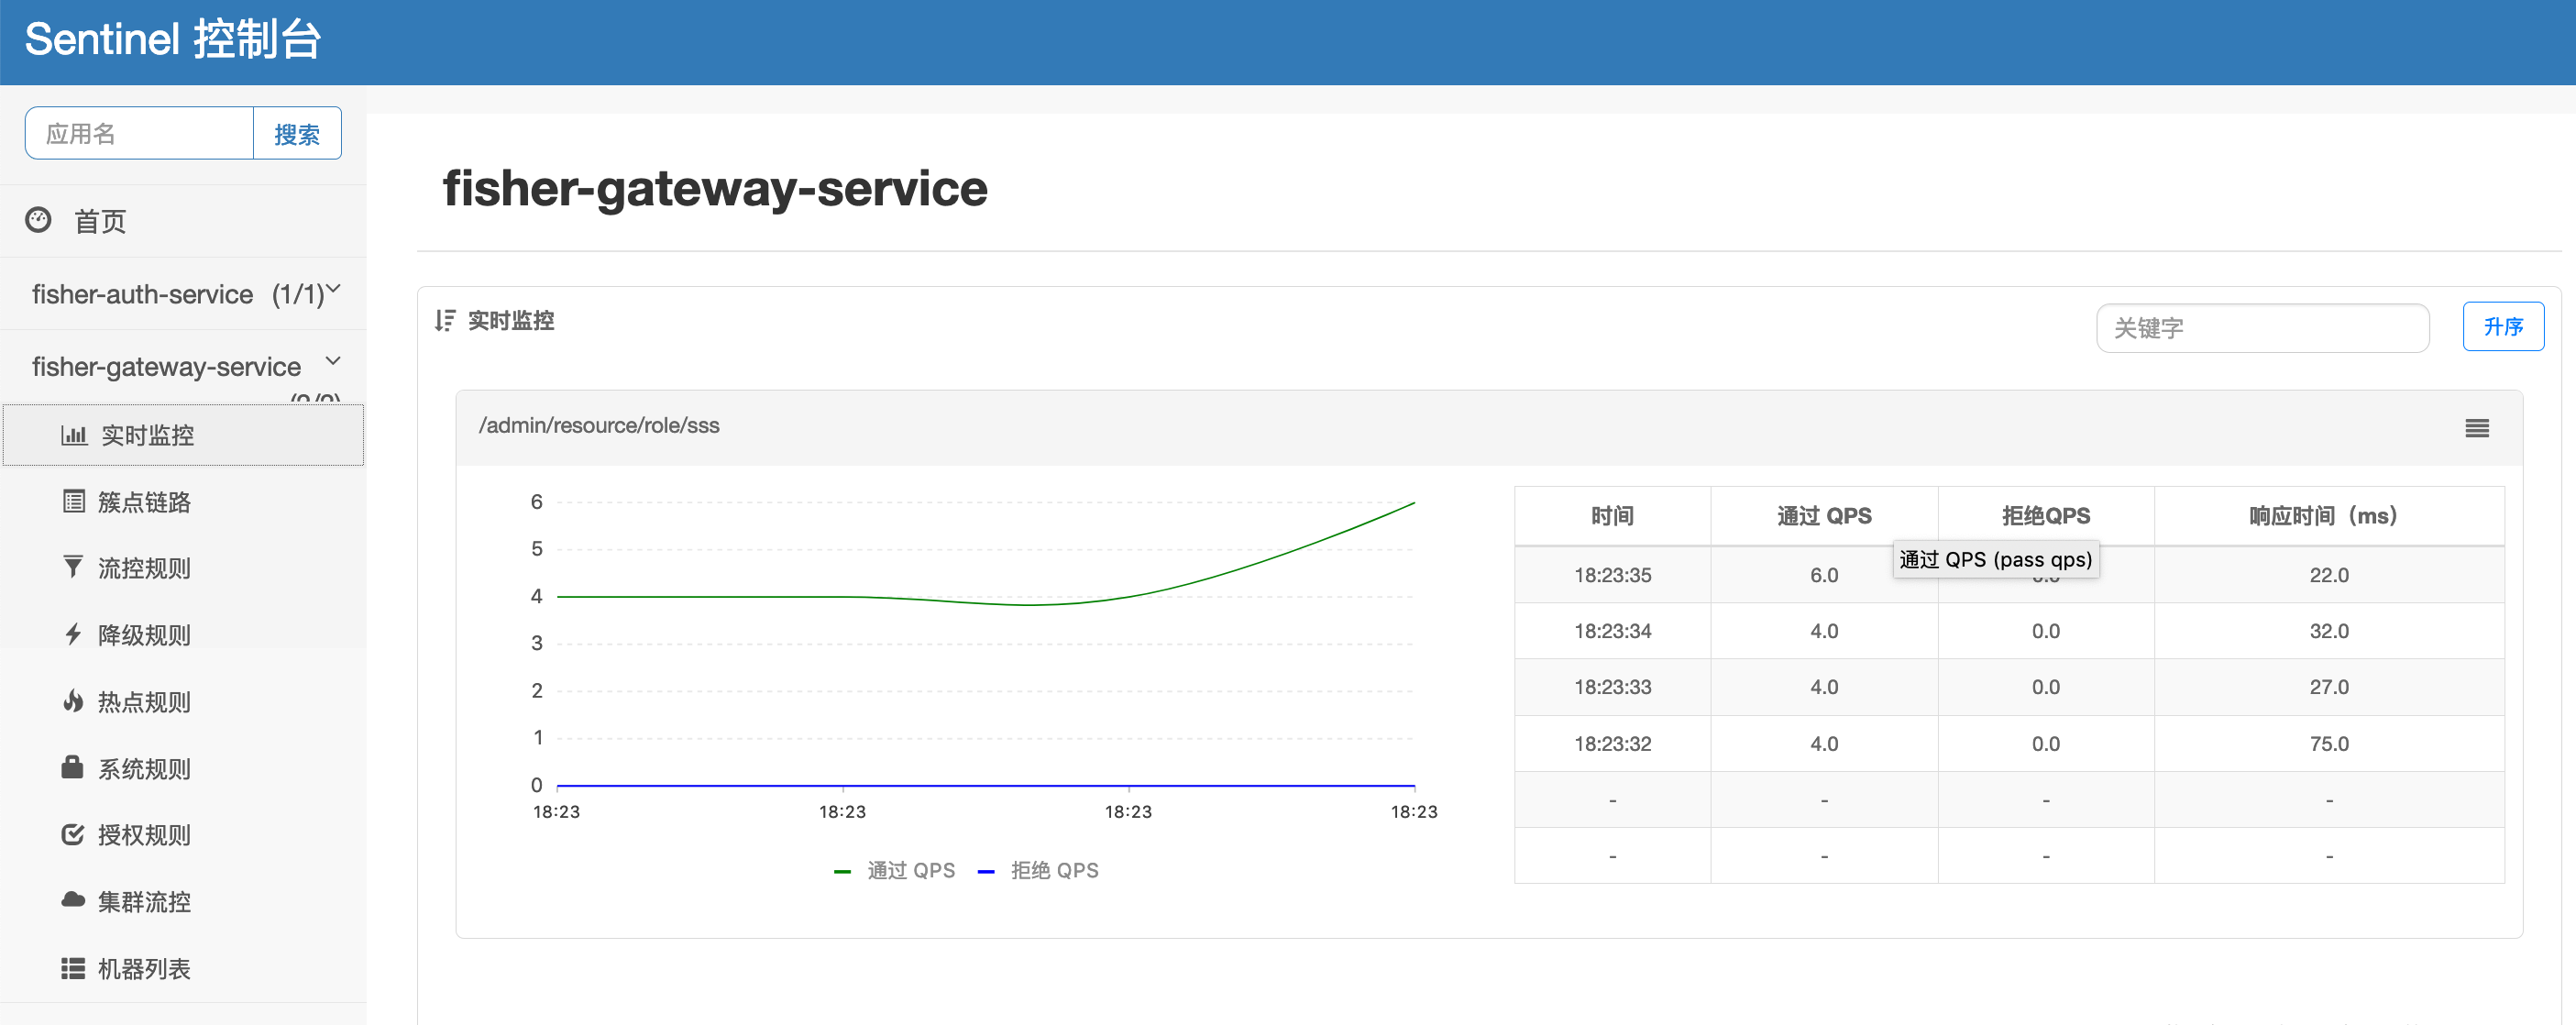 Sentinel 控制台
应用名
搜索
首页
fisher-auth-service (1/1)
fisher-gateway-service
实时监控
簇点链路
流控规则
降级规则
热点规则
系统规则
授权规则
集群流控
机器列表
fisher-gateway-service
实时监控
关键字
升序
/admin/resource/role/sss
6
5
4
3
2
1
0
18:23 18:23 18:23 18:23
通过 QPS 拒绝 QPS
时间 通过 QPS 拒绝QPS 响应时间（ms）
通过 QPS (pass qps)
18:23:35 6.0 22.0
18:23:34 4.0 0.0 32.0
18:23:33 4.0 0.0 27.0
18:23:32 4.0 0.0 75.0
- - - -
- - - -